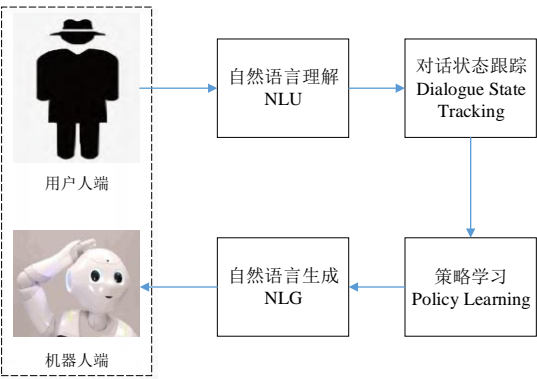 用户人端
自然语言理解
NLU
对话状态跟踪
Dialogue State
Tracking
策略学习
Policy Learning
自然语言生成
NLG
机器人端